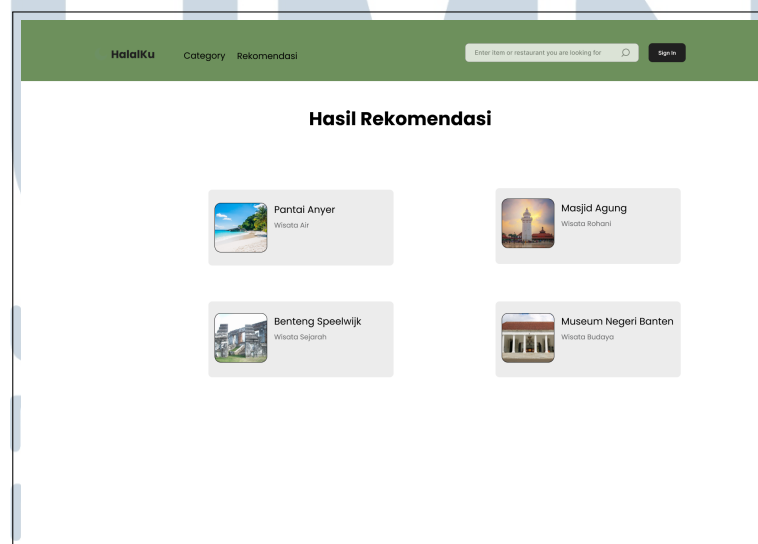 HalalKu
Category
Rekomendasi
Enter item or restaurant you are looking for
Sign In
Hasil Rekomendasi
Pantai Anyer
Wisata Air
Masjid Agung
Wisata Rohani
Benteng Speelwijk
Wisata Sejarah
Museum Negeri Banten
Wisata Budaya